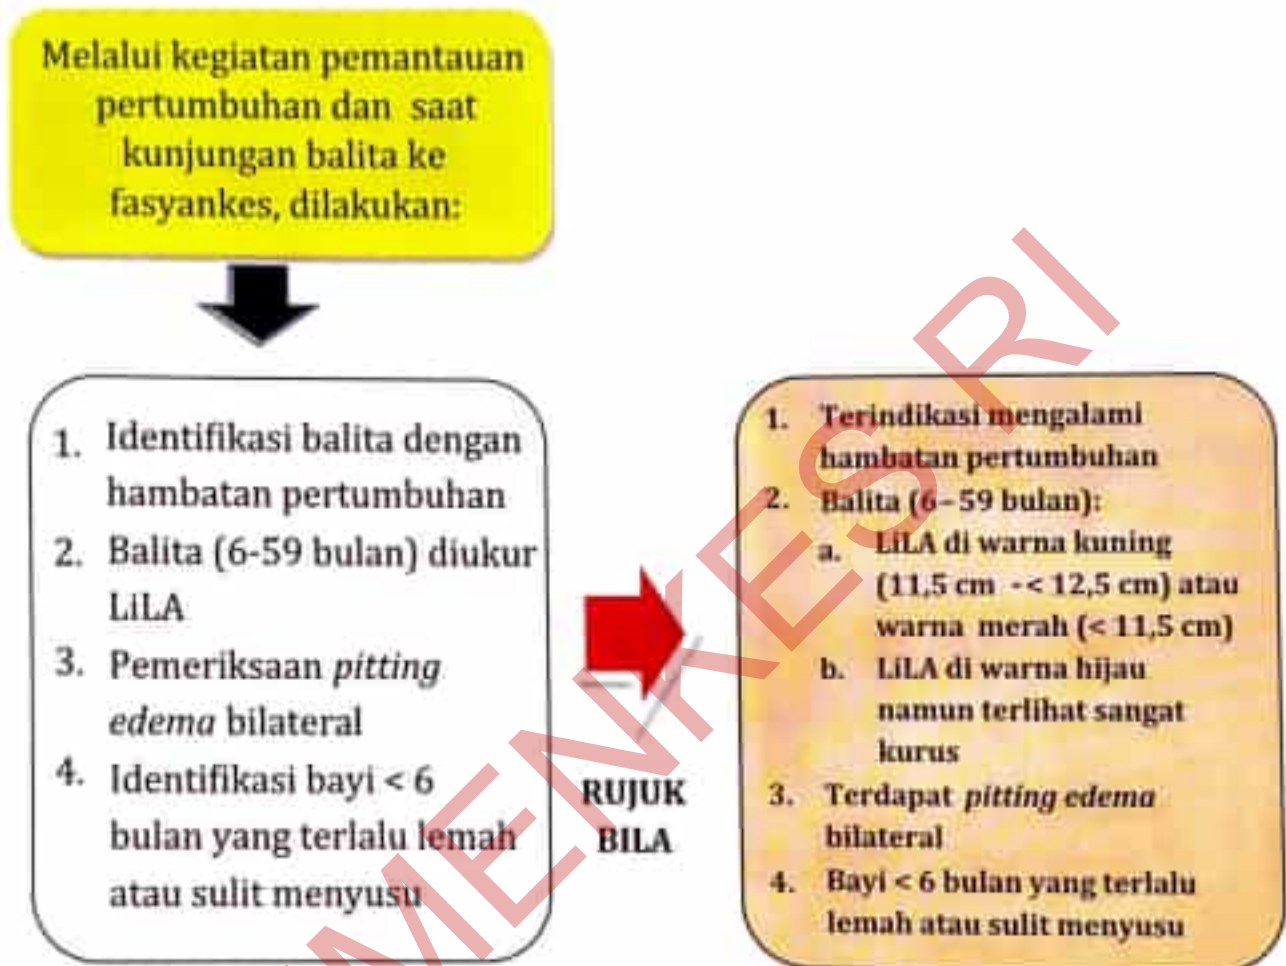 Melalui kegiatan pemantauan
pertumbuhan dan saat
kunjungan balita ke
fasyankes, dilakukan:
1. Identifikasi balita dengan
hambatan pertumbuhan
2. Balita (6-59 bulan) diukur
LiLA
3. Pemeriksaan pitting
edema bilateral
4. Identifikasi bayi < 6
bulan yang terlalu lemah
atau sulit menyusu
RUJUK
BILA
1. Terindikasi mengalami
hambatan pertumbuhan
2. Balita (6–59 bulan):
a. LiLA di warna kuning
(11,5 cm -< 12,5 cm) atau
warna merah (< 11,5 cm)
b. LiLA di warna hijau
namun terlihat sangat
kurus
3. Terdapat pitting edema
bilateral
4. Bayi < 6 bulan yang terlalu
lemah atau sulit menyusu
MENKES RI